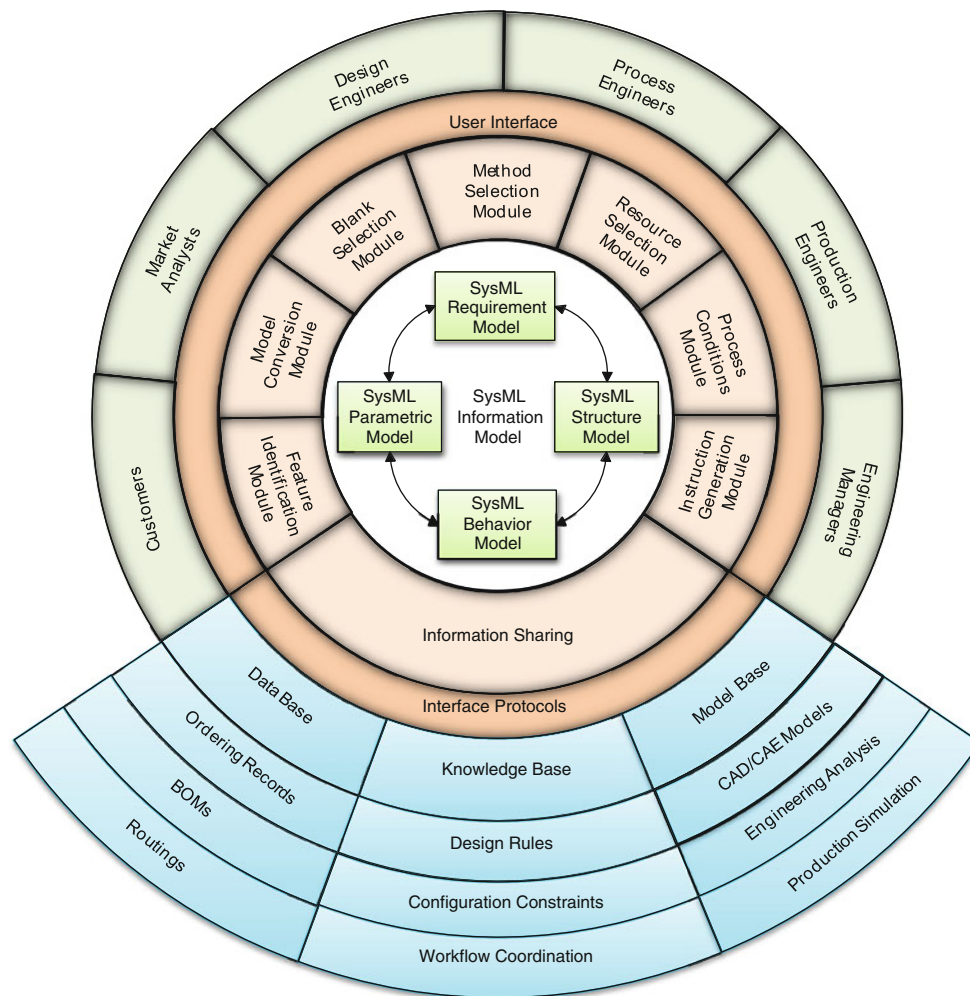 Design
Engineers
Process
Engineers
Market
Analysts
Production
Engineers
Customers
Engineering
Managers
User Interface
Method
Selection
Module
Blank
Selection
Module
Resource
Selection
Module
Model
Conversion
Module
Process
Conditions
Module
Feature
Identification
Module
Instruction
Generation
Module
SysML
Requirement
Model
SysML
Parametric
Model
SysML
Information
Model
SysML
Structure
Model
SysML
Behavior
Model
Information Sharing
Interface Protocols
Data Base
Ordering Records
BOMs
Routings
Knowledge Base
Design Rules
Configuration Constraints
Workflow Coordination
Model Base
CAD/CAE Models
Engineering Analysis
Production Simulation